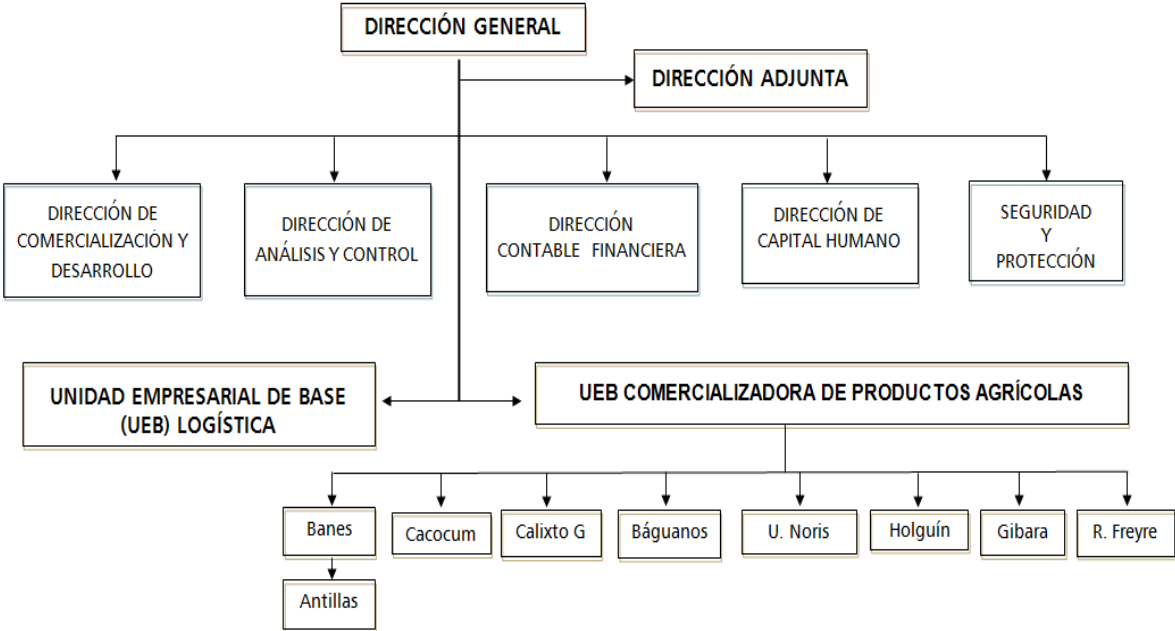 DIRECCIÓN GENERAL
DIRECCIÓN ADJUNTA
DIRECCIÓN DE
COMERCIALIZACIÓN Y
DESARROLLO
DIRECCIÓN DE
ANÁLISIS Y CONTROL
DIRECCIÓN
CONTABLE FINANCIERA
DIRECCIÓN DE
CAPITAL HUMANO
SEGURIDAD
Y
PROTECCIÓN
UNIDAD EMPRESARIAL DE BASE
(UEB) LOGÍSTICA
UEB COMERCIALIZADORA DE PRODUCTOS AGRÍCOLAS
Banes
Cacocum
Calixto G
Báguanos
U. Noris
Holguín
Gibara
R. Freyre
Antillas